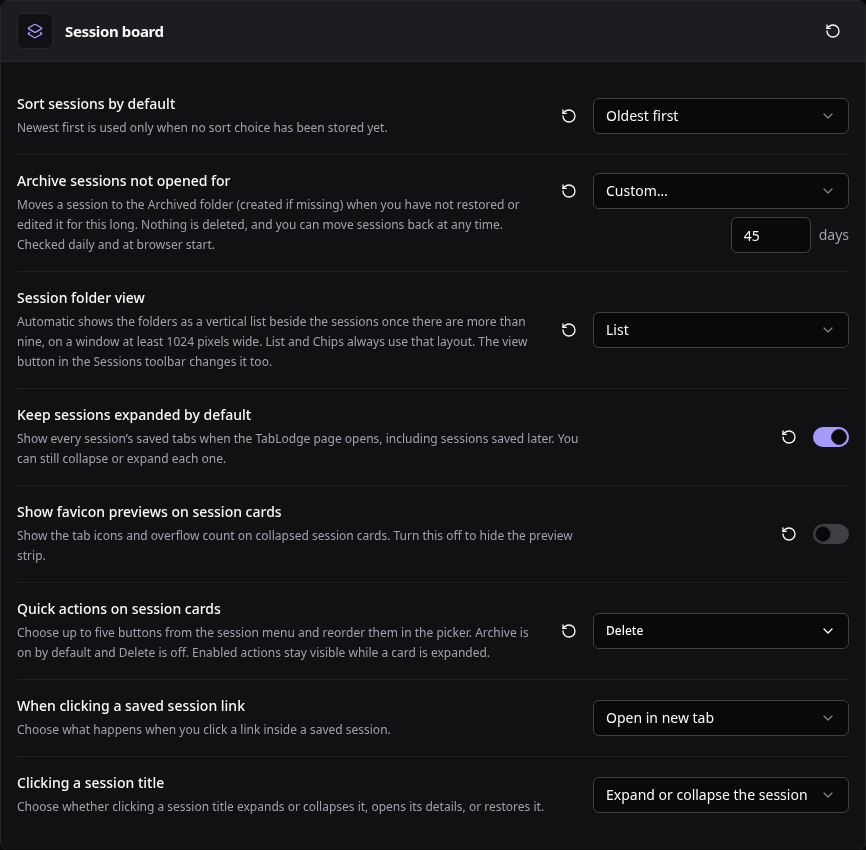 Session board
Sort sessions by default
Newest first is used only when no sort choice has been stored yet.
Oldest first
Archive sessions not opened for
Moves a session to the Archived folder (created if missing) when you have not restored or
edited it for this long. Nothing is deleted, and you can move sessions back at any time.
Checked daily and at browser start.
Custom...
45 days
Session folder view
Automatic shows the folders as a vertical list beside the sessions once there are more than
nine, on a window at least 1024 pixels wide. List and Chips always use that layout. The view
button in the Sessions toolbar changes it too.
List
Keep sessions expanded by default
Show every session’s saved tabs when the TabLodge page opens, including sessions saved later. You
can still collapse or expand each one.
Show favicon previews on session cards
Show the tab icons and overflow count on collapsed session cards. Turn this off to hide the preview
strip.
Quick actions on session cards
Choose up to five buttons from the session menu and reorder them in the picker. Archive is
on by default and Delete is off. Enabled actions stay visible while a card is expanded.
Delete
When clicking a saved session link
Choose what happens when you click a link inside a saved session.
Open in new tab
Clicking a session title
Choose whether clicking a session title expands or collapses it, opens its details, or restores it.
Expand or collapse the session